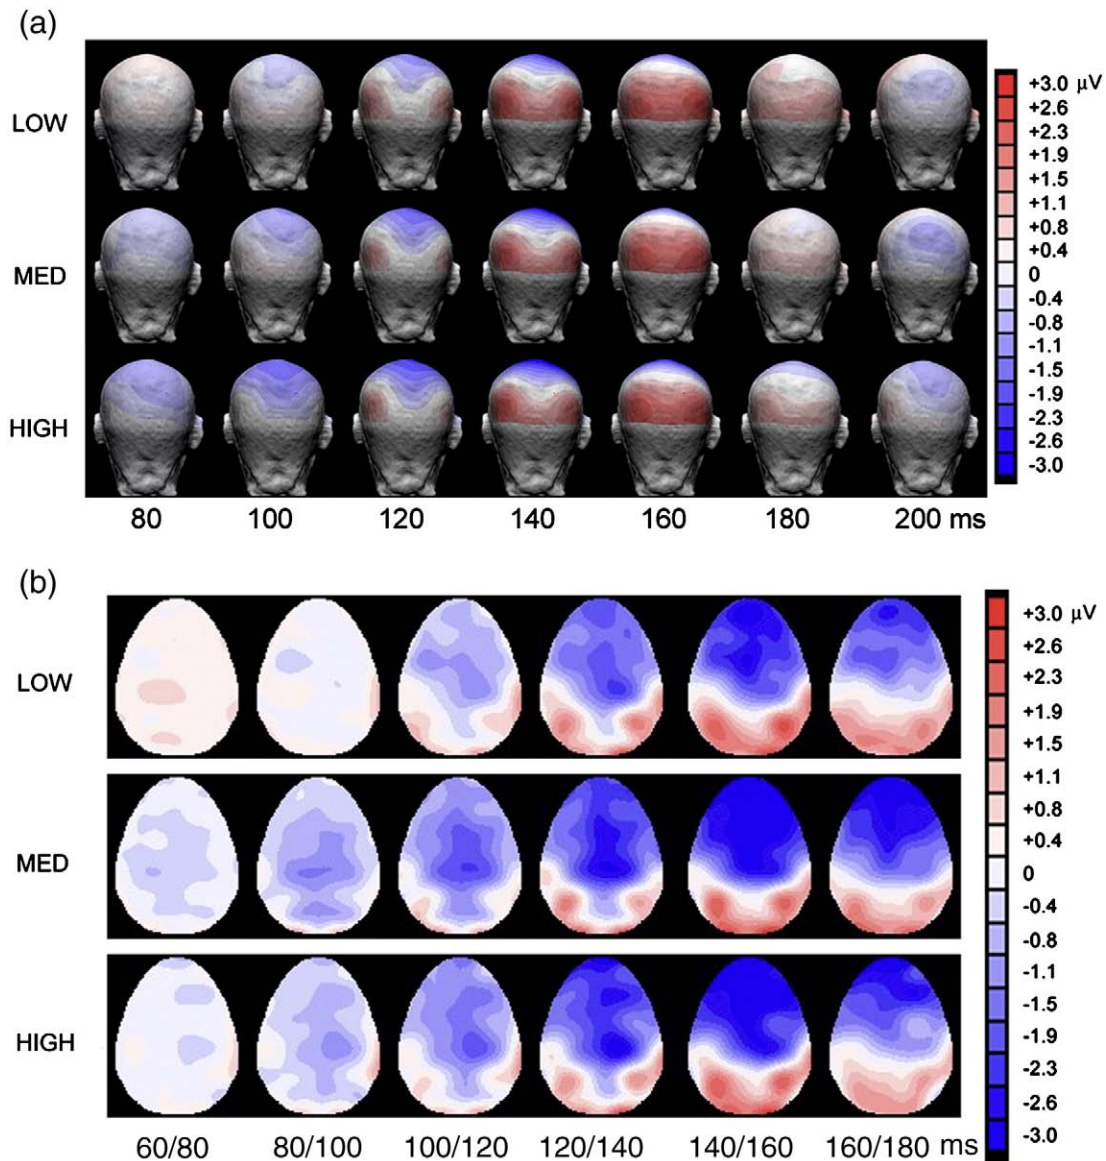 (a)
LOW
MED
HIGH
80 100 120 140 160 180 200 ms
+3.0 μV
+2.6
+2.3
+1.9
+1.5
+1.1
+0.8
+0.4
0
-0.4
-0.8
-1.1
-1.5
-1.9
-2.3
-2.6
-3.0
(b)
LOW
MED
HIGH
60/80 80/100 100/120 120/140 140/160 160/180 ms
+3.0 μV
+2.6
+2.3
+1.9
+1.5
+1.1
+0.8
+0.4
0
-0.4
-0.8
-1.1
-1.5
-1.9
-2.3
-2.6
-3.0